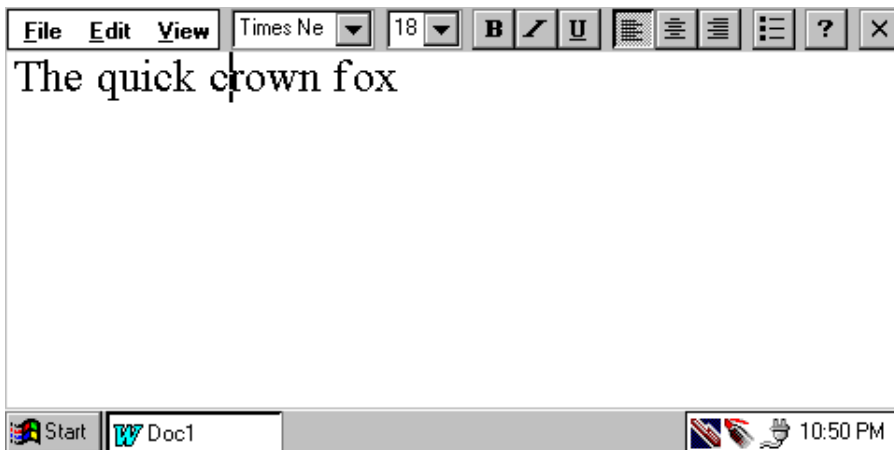 File Edit View Times Ne 18 B I U ? ×
The quick crown fox
Start Doc1 10:50 PM